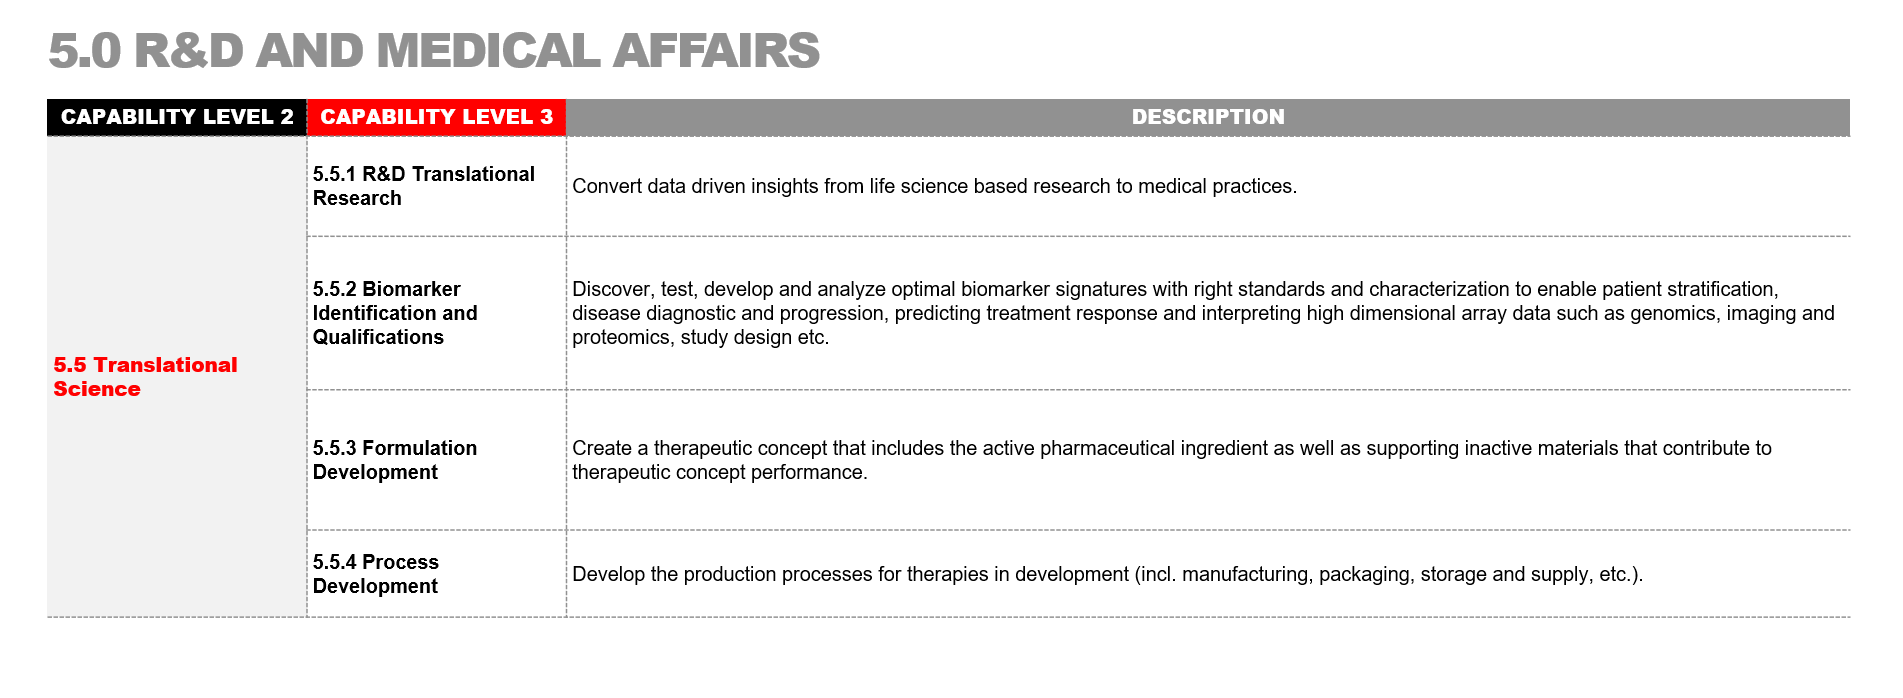 5.0 R&D AND MEDICAL AFFAIRS
CAPABILITY LEVEL 2
CAPABILITY LEVEL 3
DESCRIPTION
5.5 Translational
Science
5.5.1 R&D Translational
Research
Convert data driven insights from life science based research to medical practices.
5.5.2 Biomarker
Identification and
Qualifications
Discover, test, develop and analyze optimal biomarker signatures with right standards and characterization to enable patient stratification,
disease diagnostic and progression, predicting treatment response and interpreting high dimensional array data such as genomics, imaging and
proteomics, study design etc.
5.5.3 Formulation
Development
Create a therapeutic concept that includes the active pharmaceutical ingredient as well as supporting inactive materials that contribute to
therapeutic concept performance.
5.5.4 Process
Development
Develop the production processes for therapies in development (incl. manufacturing, packaging, storage and supply, etc.).